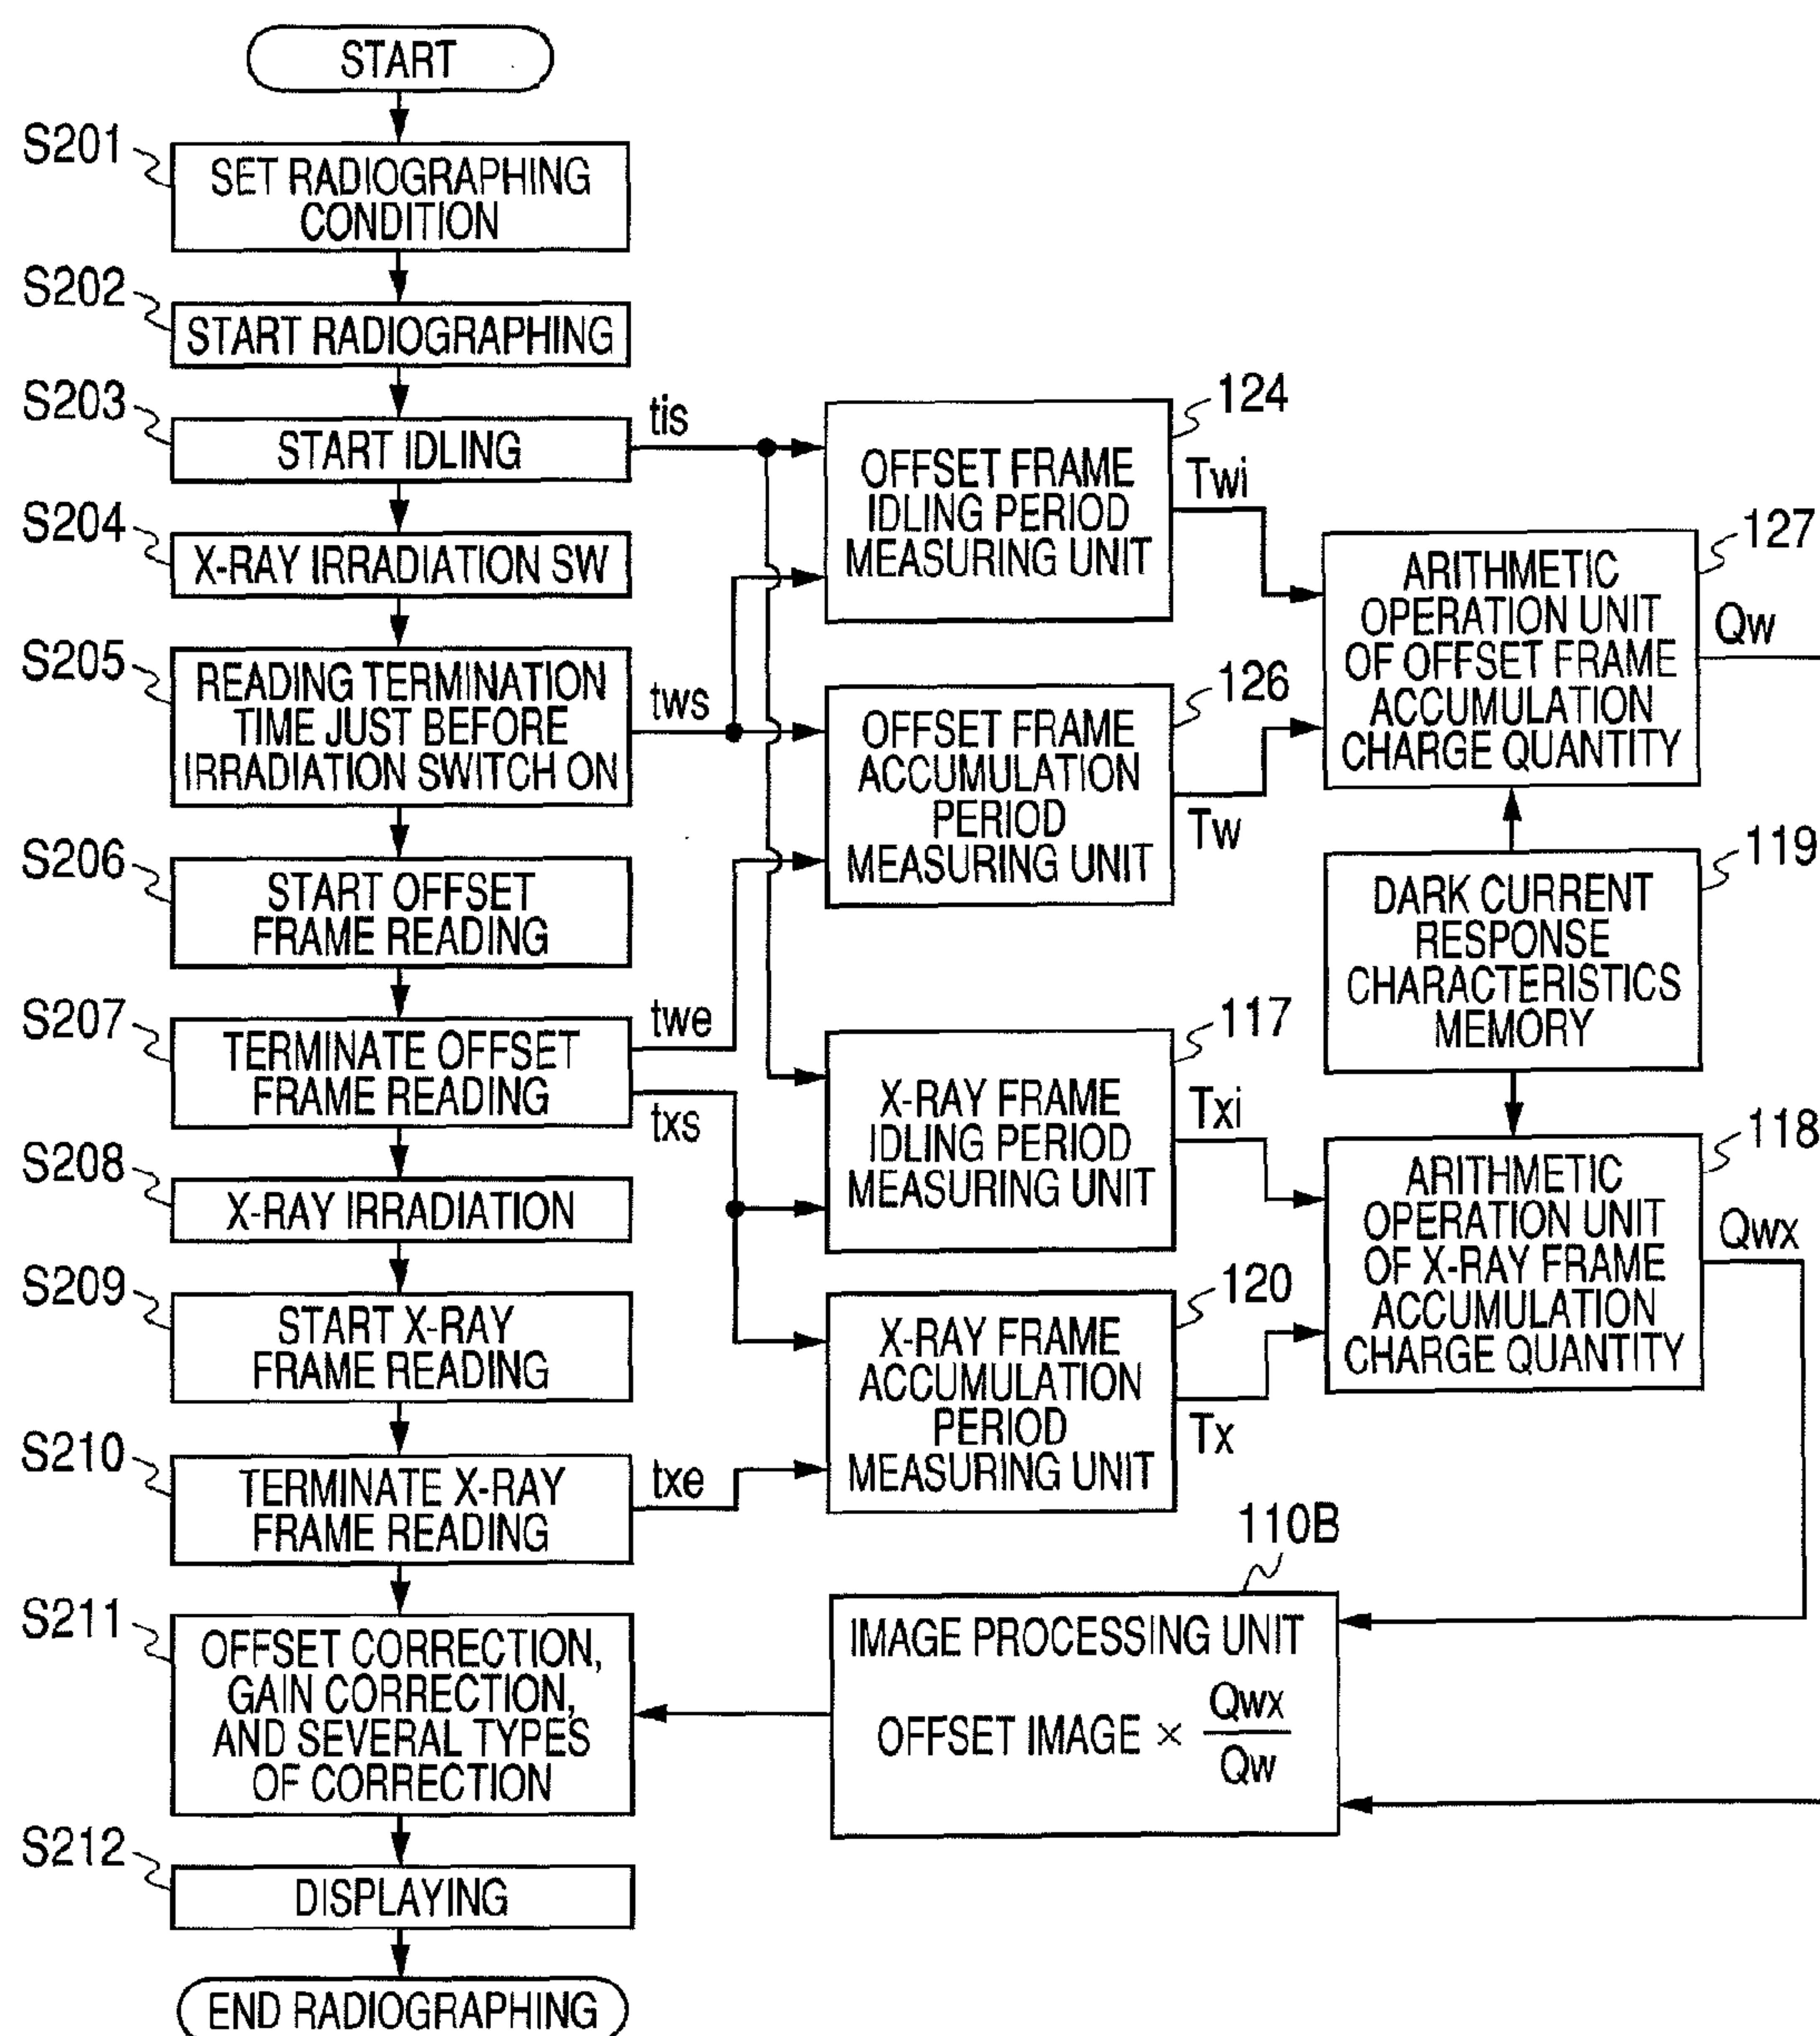 START
S201
SET RADIOGRAPHING
CONDITION
S202
START RADIOGRAPHING
S203
START IDLING
tis
S204
X-RAY IRRADIATION SW
S205
READING TERMINATION
TIME JUST BEFORE
IRRADIATION SWITCH ON
tws
S206
START OFFSET
FRAME READING
S207
TERMINATE OFFSET
FRAME READING
twe
txs
S208
X-RAY IRRADIATION
S209
START X-RAY
FRAME READING
S210
TERMINATE X-RAY
FRAME READING
txe
S211
OFFSET CORRECTION,
GAIN CORRECTION,
AND SEVERAL TYPES
OF CORRECTION
S212
DISPLAYING
END RADIOGRAPHING
124
OFFSET FRAME
IDLING PERIOD
MEASURING UNIT
Twi
126
OFFSET FRAME
ACCUMULATION
PERIOD
MEASURING UNIT
Tw
117
X-RAY FRAME
IDLING PERIOD
MEASURING UNIT
Txi
120
X-RAY FRAME
ACCUMULATION
PERIOD
MEASURING UNIT
Tx
127
ARITHMETIC
OPERATION UNIT
OF OFFSET FRAME
ACCUMULATION
CHARGE QUANTITY
Qw
119
DARK CURRENT
RESPONSE
CHARACTERISTICS
MEMORY
118
ARITHMETIC
OPERATION UNIT
OF X-RAY FRAME
ACCUMULATION
CHARGE QUANTITY
Qwx
110B
IMAGE PROCESSING UNIT
OFFSET IMAGE × Qwx
Qw